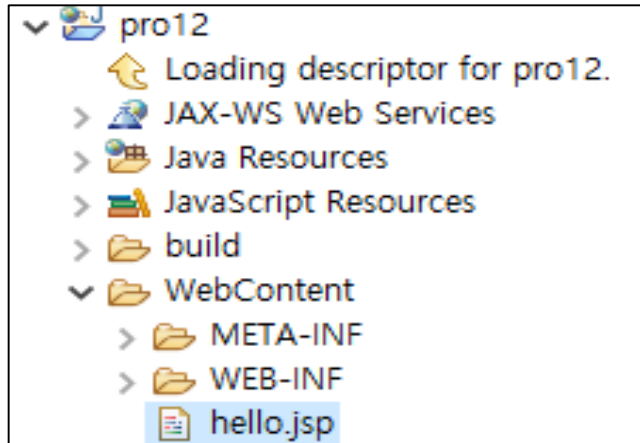 pro12
Loading descriptor for pro12.
JAX-WS Web Services
Java Resources
JavaScript Resources
build
WebContent
META-INF
WEB-INF
hello.jsp